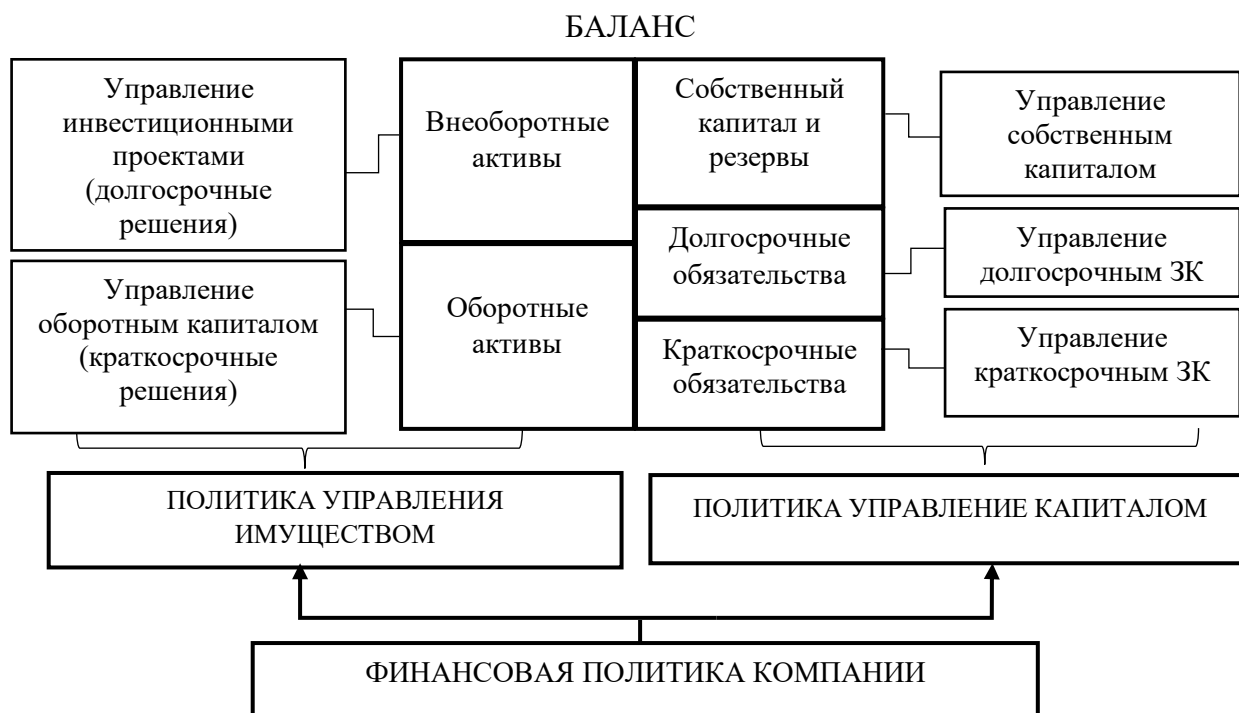 БАЛАНС
Управление
инвестиционными
проектами
(долгосрочные
решения)
Управление
оборотным капиталом
(краткосрочные
решения)
Внеоборотные
активы
Оборотные
активы
Собственный
капитал и
резервы
Долгосрочные
обязательства
Краткосрочные
обязательства
Управление
собственным
капиталом
Управление
долгосрочным ЗК
Управление
краткосрочным ЗК
ПОЛИТИКА УПРАВЛЕНИЯ
ИМУЩЕСТВОМ
ПОЛИТИКА УПРАВЛЕНИЕ КАПИТАЛОМ
ФИНАНСОВАЯ ПОЛИТИКА КОМПАНИИ